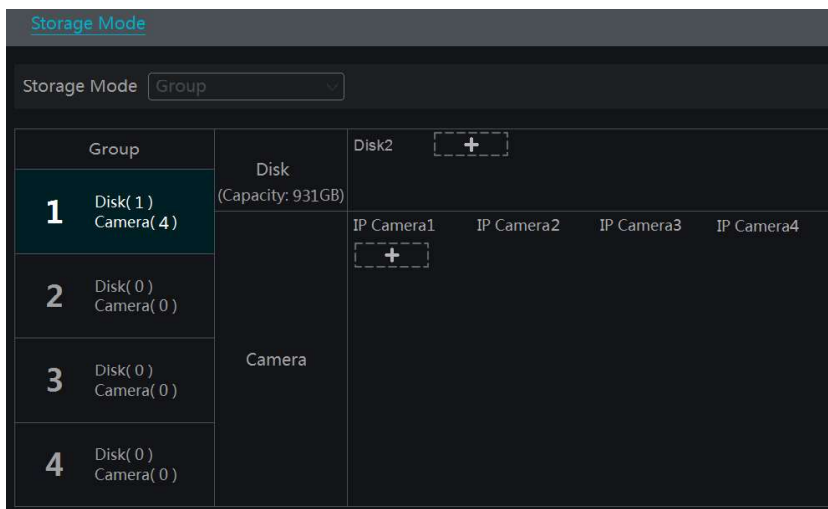 Storage Mode
Storage Mode Group
Group
Disk
(Capacity: 931GB)
Disk2 +
1 Disk( 1 )
Camera( 4 )
IP Camera1 IP Camera2 IP Camera3 IP Camera4
+
2 Disk( 0 )
Camera( 0 )
Camera
3 Disk( 0 )
Camera( 0 )
4 Disk( 0 )
Camera( 0 )